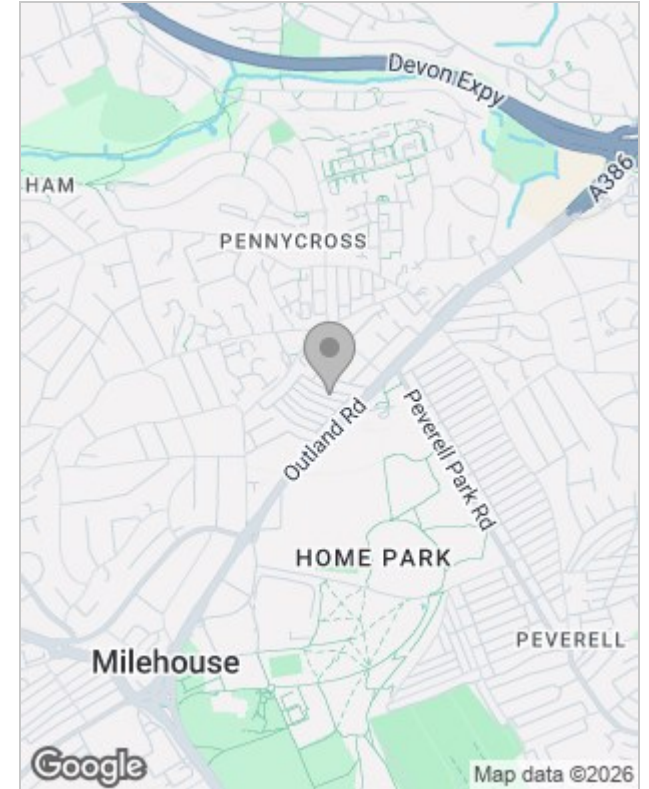 Devon Expy
A386
HAM
PENNYCROSS
Outland Rd
Peverell Park Rd
HOME PARK
PEVERELL
Milehouse
Google
Map data ©2026